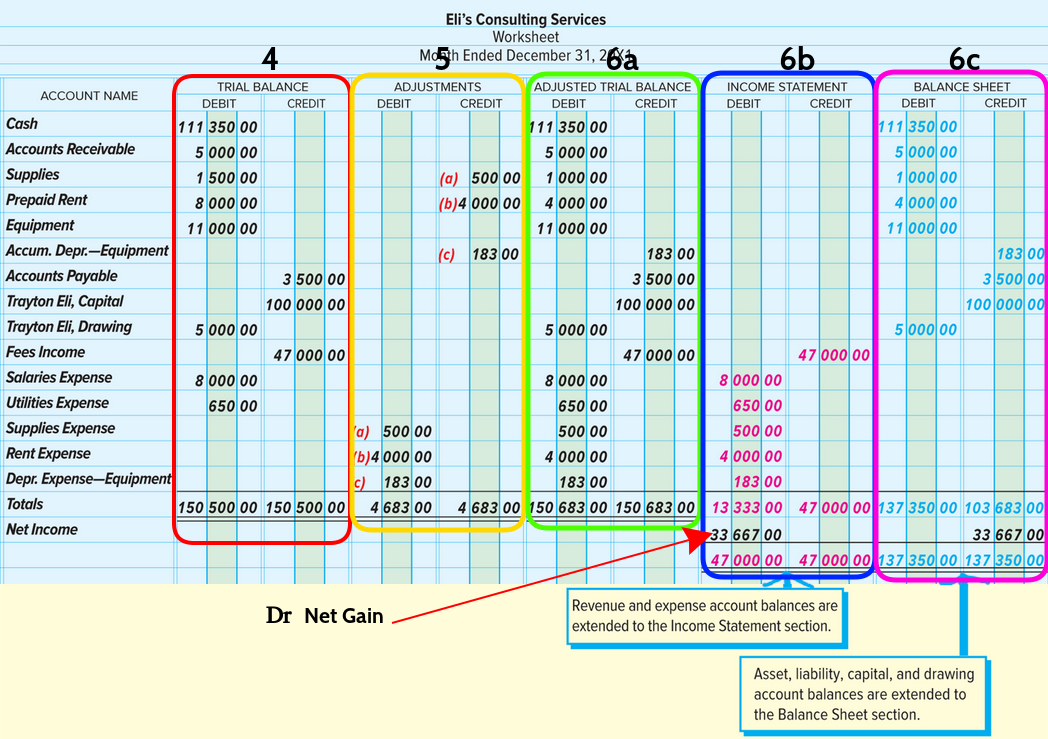 Eli's Consulting Services
Worksheet
Month Ended December 31, 20X1
4 5 6a 6b 6c
ACCOUNT NAME TRIAL BALANCE ADJUSTMENTS ADJUSTED TRIAL BALANCE INCOME STATEMENT BALANCE SHEET
DEBIT CREDIT DEBIT CREDIT DEBIT CREDIT DEBIT CREDIT DEBIT CREDIT
Cash 111 350 00 111 350 00 111 350 00
Accounts Receivable 5 000 00 5 000 00 5 000 00
Supplies 1 500 00 (a) 500 00 1 000 00 1 000 00
Prepaid Rent 8 000 00 (b) 4 000 00 4 000 00 4 000 00
Equipment 11 000 00 11 000 00 11 000 00
Accum. Depr.—Equipment (c) 183 00 183 00 183 00
Accounts Payable 3 500 00 3 500 00 3 500 00
Trayton Eli, Capital 100 000 00 100 000 00 100 000 00
Trayton Eli, Drawing 5 000 00 5 000 00 5 000 00
Fees Income 47 000 00 47 000 00 47 000 00
Salaries Expense 8 000 00 8 000 00 8 000 00
Utilities Expense 650 00 650 00 650 00
Supplies Expense (a) 500 00 500 00 500 00
Rent Expense (b) 4 000 00 4 000 00 4 000 00
Depr. Expense—Equipment (c) 183 00 183 00 183 00
Totals 150 500 00 150 500 00 4 683 00 4 683 00 150 683 00 150 683 00 13 333 00 47 000 00 137 350 00 103 683 00
Net Income 33 667 00 33 667 00
47 000 00 47 000 00 137 350 00 137 350 00
Dr Net Gain
Revenue and expense account balances are
extended to the Income Statement section.
Asset, liability, capital, and drawing
account balances are extended to
the Balance Sheet section.